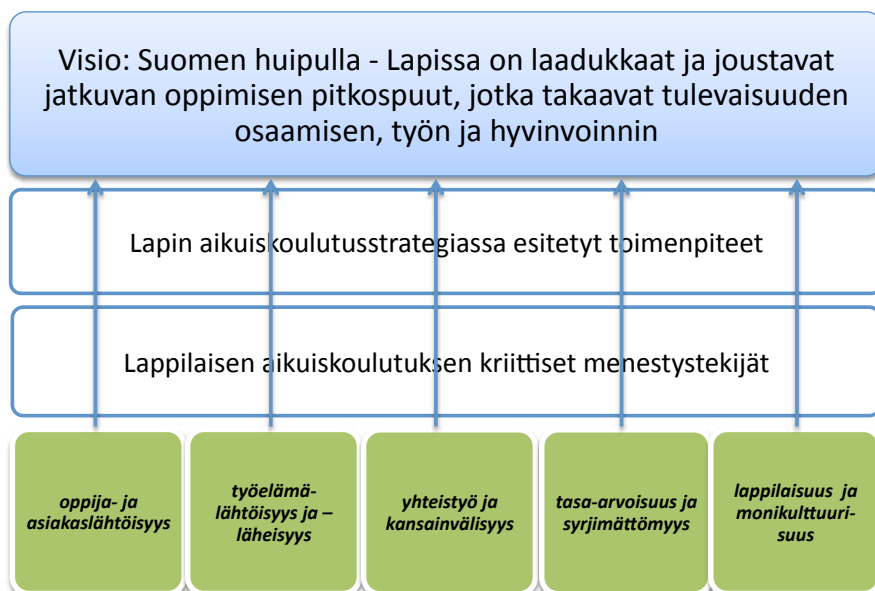 Visio: Suomen huipulla - Lapissa on laadukkaat ja joustavat
jatkuvan oppimisen pitkospuut, jotka takaavat tulevaisuuden
osaamisen, työn ja hyvinvoinnin
Lapin aikuiskoulutusstrategiassa esitetyt toimenpiteet
Lappilaisen aikuiskoulutuksen kriittiset menestystekijät
oppija- ja
asiakaslähtöisyys
työelämä-
lähtöisyys ja –
läheisyys
yhteistyö ja
kansainvälisyys
tasa-arvoisuus ja
syrjimättömyys
lappilaisuus ja
monikulttuuri-
suus